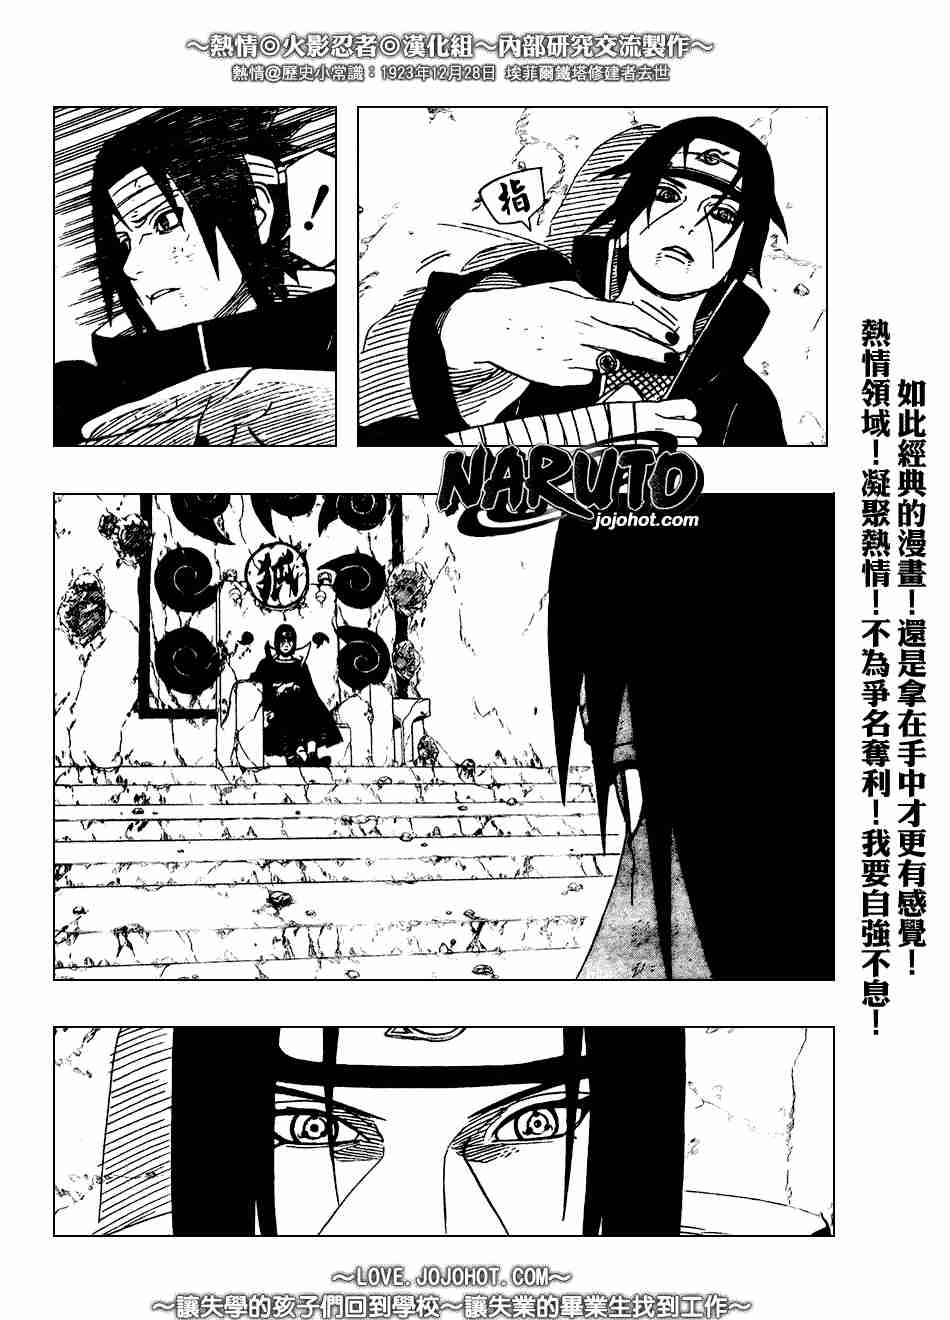 ～熱情◎火影忍者◎漢化組～內部研究交流製作～
熱情@歷史小常識：1923年12月28日 埃菲爾鐵塔修建者去世
！
指
NARUTO
jojohot.com
如此經典的漫畫！還是拿在手中才更有感覺！
熱情領域！凝聚熱情！不為爭名奪利！我要自強不息！
～LOVE.JOJOHOT.COM～
～讓失學的孩子們回到學校～讓失業的畢業生找到工作～